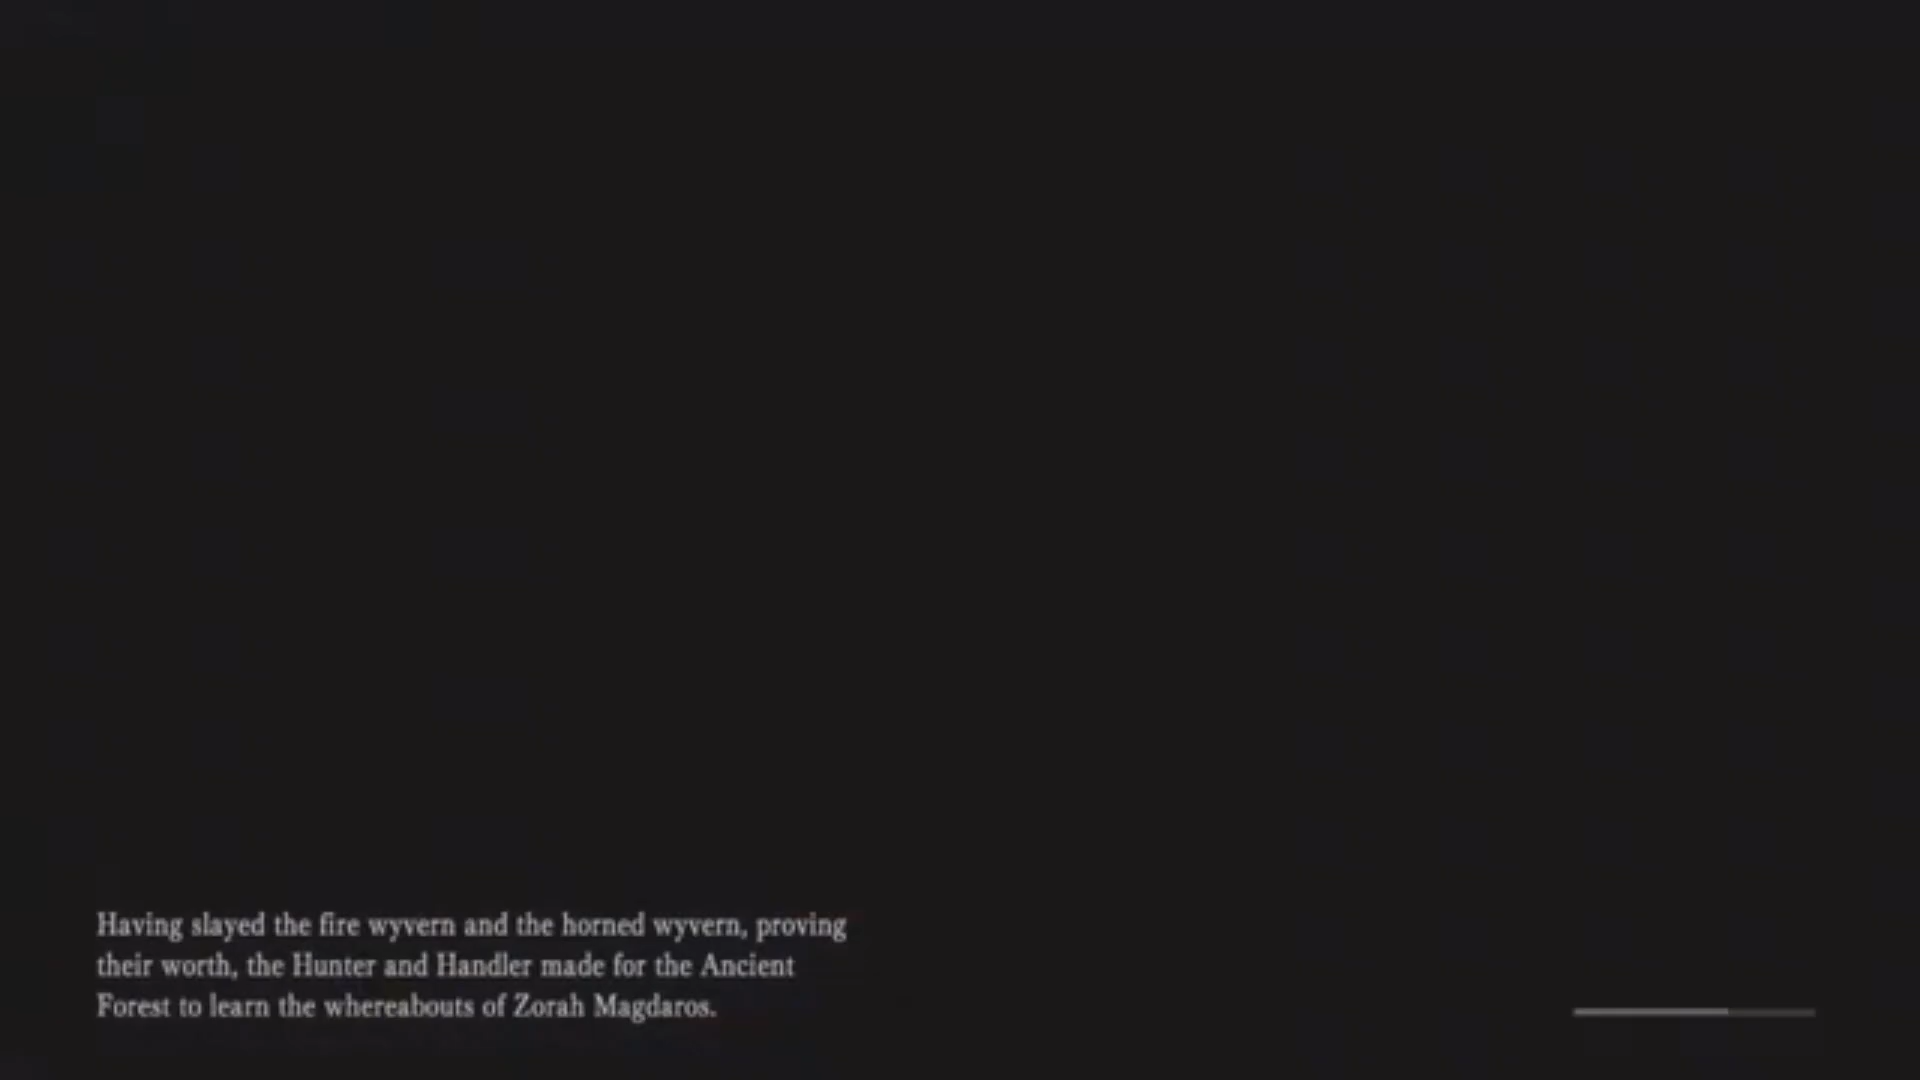 Having slayed the fire wyvern and the horned wyvern, proving
their worth, the Hunter and Handler made for the Ancient
Forest to learn the whereabouts of Zorah Magdaros.